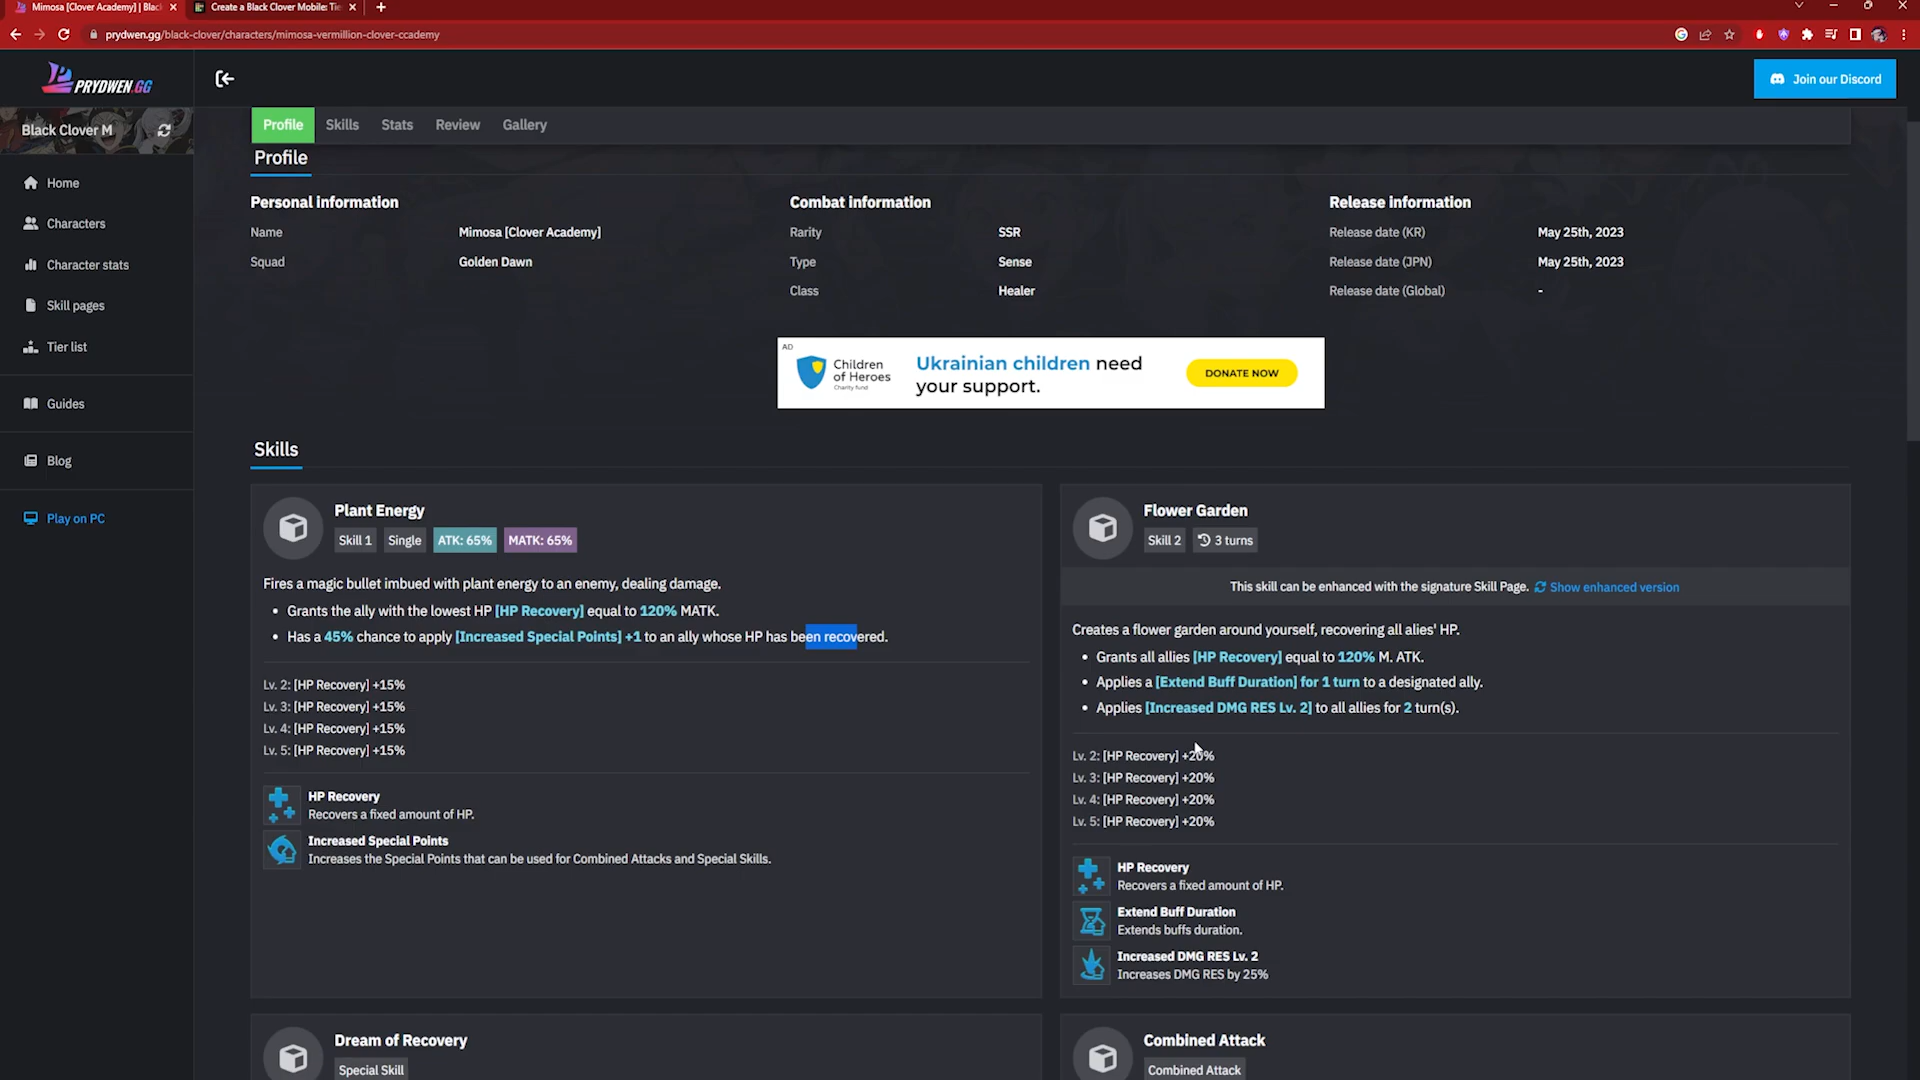 Mimosa [Clover Academy] | Blac
Create a Black Clover Mobile: Tie
prydwen.gg/black-clover/characters/mimosa-vermillion-clover-ccademy
PRYDWEN.GG
Join our Discord
Black Clover M
Home
Characters
Character stats
Skill pages
Tier list
Guides
Blog
Play on PC
Profile Skills Stats Review Gallery
Profile
Personal information
Name Mimosa [Clover Academy]
Squad Golden Dawn
Combat information
Rarity SSR
Type Sense
Class Healer
Release information
Release date (KR) May 25th, 2023
Release date (JPN) May 25th, 2023
Release date (Global) -
AD
Children
of Heroes
Charity fund
Ukrainian children need
your support.
DONATE NOW
Skills
Plant Energy
Skill 1 Single ATK: 65% MATK: 65%
Fires a magic bullet imbued with plant energy to an enemy, dealing damage.
• Grants the ally with the lowest HP [HP Recovery] equal to 120% MATK.
• Has a 45% chance to apply [Increased Special Points] +1 to an ally whose HP has been recovered.
Lv. 2: [HP Recovery] +15%
Lv. 3: [HP Recovery] +15%
Lv. 4: [HP Recovery] +15%
Lv. 5: [HP Recovery] +15%
HP Recovery
Recovers a fixed amount of HP.
Increased Special Points
Increases the Special Points that can be used for Combined Attacks and Special Skills.
Flower Garden
Skill 2 3 turns
This skill can be enhanced with the signature Skill Page. Show enhanced version
Creates a flower garden around yourself, recovering all alies' HP.
• Grants all allies [HP Recovery] equal to 120% M. ATK.
• Applies a [Extend Buff Duration] for 1 turn to a designated ally.
• Applies [Increased DMG RES Lv. 2] to all allies for 2 turn(s).
Lv. 2: [HP Recovery] +20%
Lv. 3: [HP Recovery] +20%
Lv. 4: [HP Recovery] +20%
Lv. 5: [HP Recovery] +20%
HP Recovery
Recovers a fixed amount of HP.
Extend Buff Duration
Extends buffs duration.
Increased DMG RES Lv. 2
Increases DMG RES by 25%
Dream of Recovery
Special Skill
Combined Attack
Combined Attack